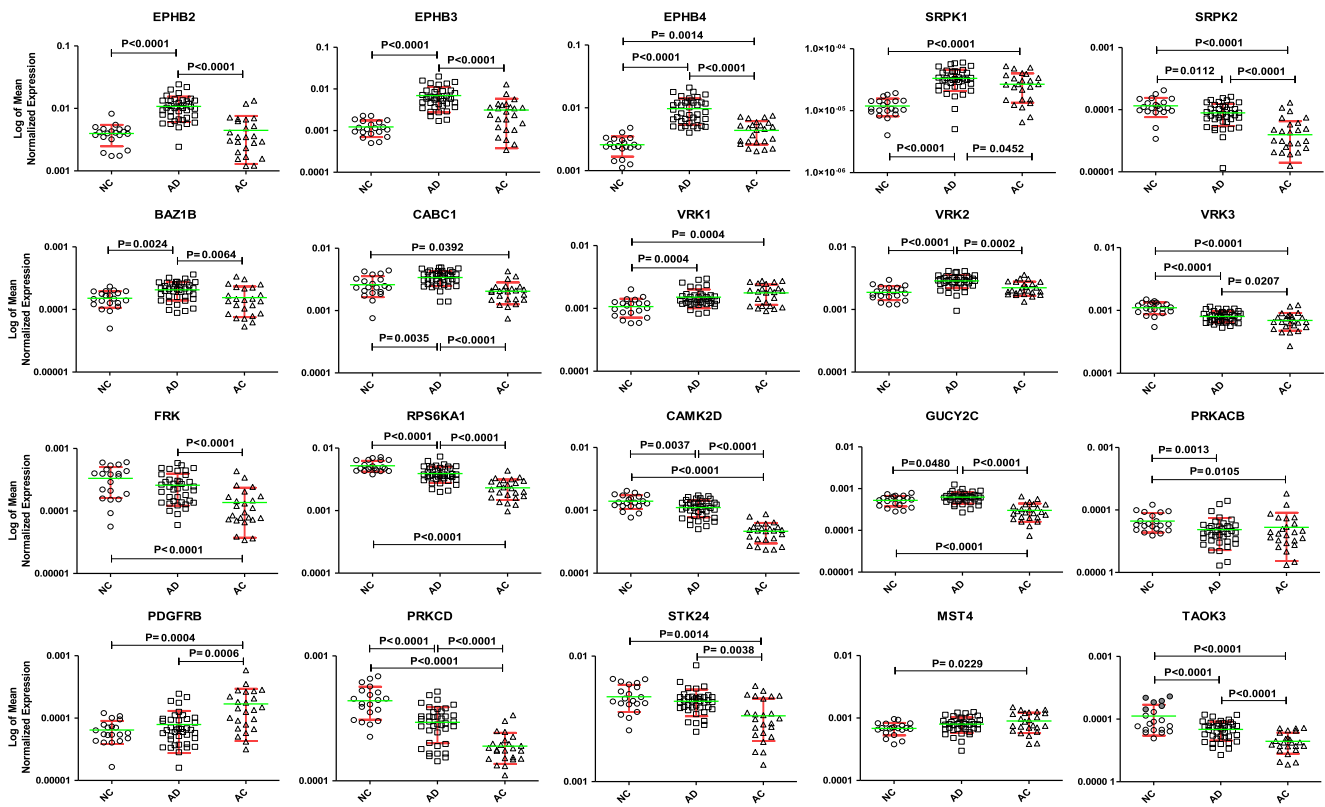 EPHB2 EPHB3 EPHB4 SRPK1 SRPK2
Log of Mean
Normalized Expression
0.1
0.01
0.001
P<0.0001
P<0.0001
NC AD AC
0.1
0.01
0.001
0.0001
P<0.0001
P<0.0001
NC AD AC
0.1
0.01
0.001
P= 0.0014
P<0.0001
P<0.0001
NC AD AC
1.0×10-04
1.0×10-05
1.0×10-06
P<0.0001
P<0.0001
P= 0.0452
NC AD AC
0.001
0.0001
0.00001
P<0.0001
P= 0.0112
P<0.0001
NC AD AC
BAZ1B CABC1 VRK1 VRK2 VRK3
Log of Mean
Normalized Expression
0.001
0.0001
0.00001
P= 0.0024
P= 0.0064
NC AD AC
0.01
0.001
0.0001
P= 0.0392
P= 0.0035
P<0.0001
NC AD AC
0.01
0.001
0.0001
P= 0.0004
P= 0.0004
NC AD AC
0.01
0.001
0.0001
P<0.0001
P= 0.0002
NC AD AC
0. 01
0.001
0.0001
P<0.0001
P<0.0001
P= 0.0207
NC AD AC
FRK RPS6KA1 CAMK2D GUCY2C PRKACB
Log of Mean
Normalized Expression
0.001
0.0001
0.00001
P<0.0001
P<0.0001
NC AD AC
0.01
0.001
0.0001
P<0.0001
P<0.0001
P<0.0001
NC AD AC
0.01
0.001
0.0001
P= 0.0037
P<0.0001
P<0.0001
NC AD AC
0.01
0.001
0.0001
0.00001
P= 0.0480
P<0.0001
P<0.0001
NC AD AC
0.001
0.0001
0.0000 1
P= 0.0013
P= 0.0105
NC AD AC
PDGFRB PRKCD STK24 MST4 TAOK3
Log of Mean
Normalized Expression
0.001
0.0001
0.00001
P= 0.0004
P= 0.0006
NC AD AC
0.001
0.0001
P<0.0001
P<0.0001
P<0.0001
NC AD AC
0.01
0.001
P= 0.0014
P= 0.0038
NC AD AC
0.01
0.001
0.0001
P= 0.0229
NC AD AC
0.001
0.0001
0.0000 1
P<0.0001
P<0.0001
P<0.0001
NC AD AC